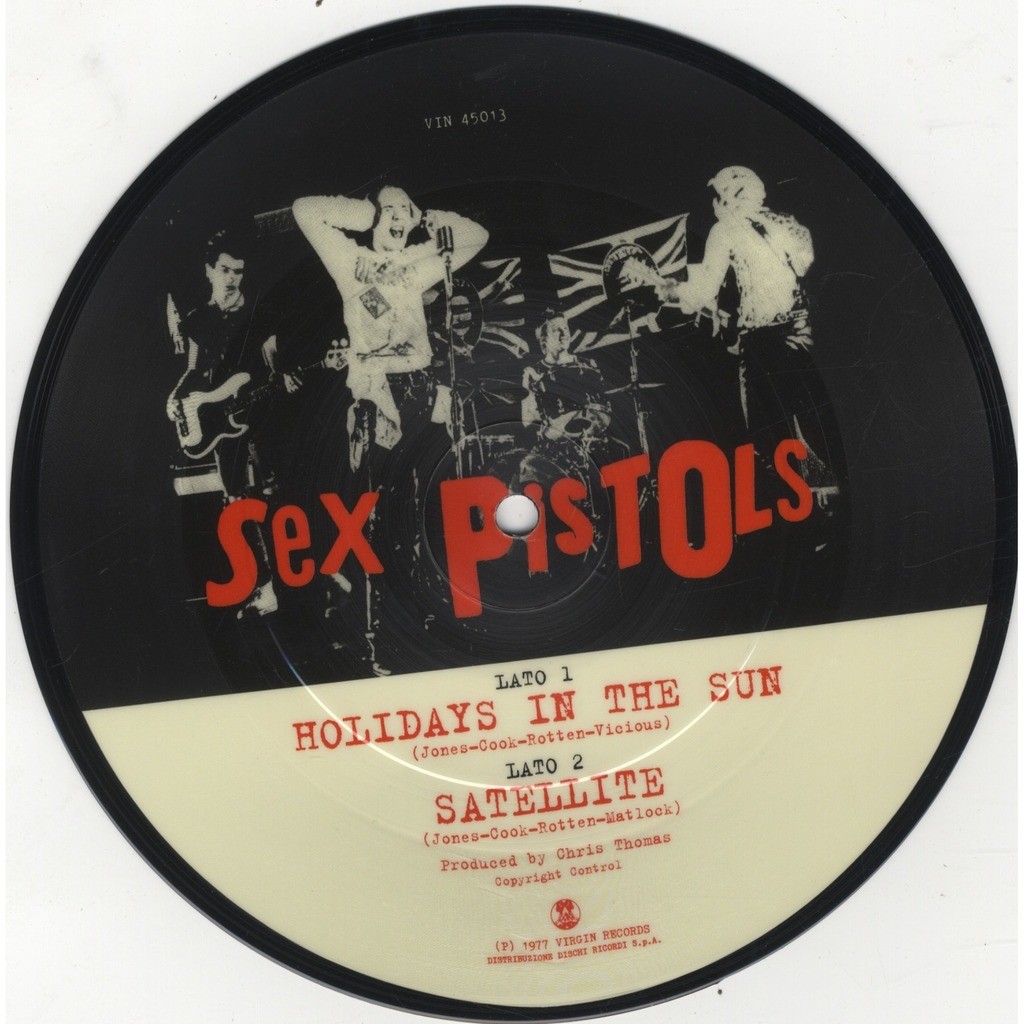 VIN 45013
Sex PisTOLs
LATO 1
HOLIDAYS IN THE SUN
(Jones-Cook-Rotten-Vicious)
LATO 2
SATELLITE
(Jones-Cook-Rotten-Matlock)
Produced by Chris Thomas
Copyright Control
(P) 1977 VIRGIN RECORDS
DISTRIBUZIONE DISCHI RICORDI S.p.A.